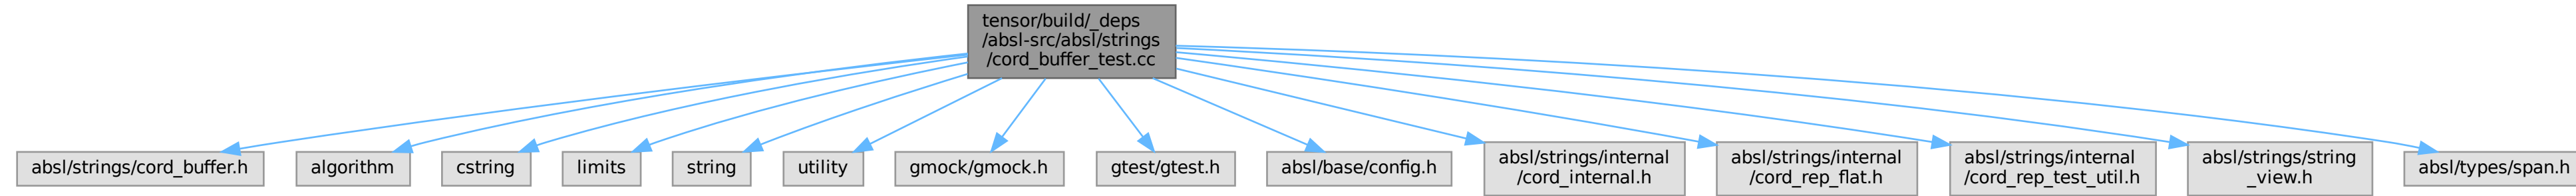 tensor/build/_deps
/absl-src/absl/strings
/cord_buffer_test.cc
absl/strings/cord_buffer.h
algorithm
cstring
limits
string
utility
gmock/gmock.h
gtest/gtest.h
absl/base/config.h
absl/strings/internal
/cord_internal.h
absl/strings/internal
/cord_rep_flat.h
absl/strings/internal
/cord_rep_test_util.h
absl/strings/string
_view.h
absl/types/span.h